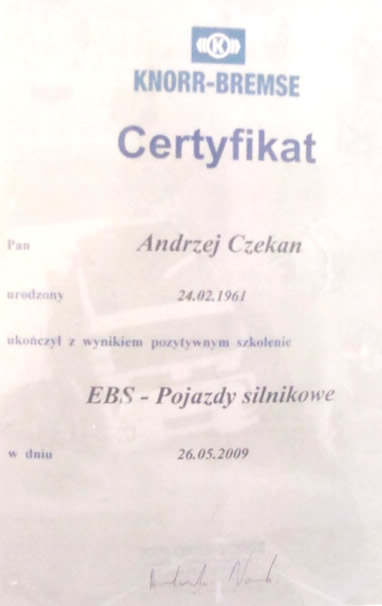 KNORR-BREMSE
Certyfikat
Pan Andrzej Czekan
urodzony 24.02.1961
ukończył z wynikiem pozytywnym szkolenie
EBS - Pojazdy silnikowe
w dniu 26.05.2009